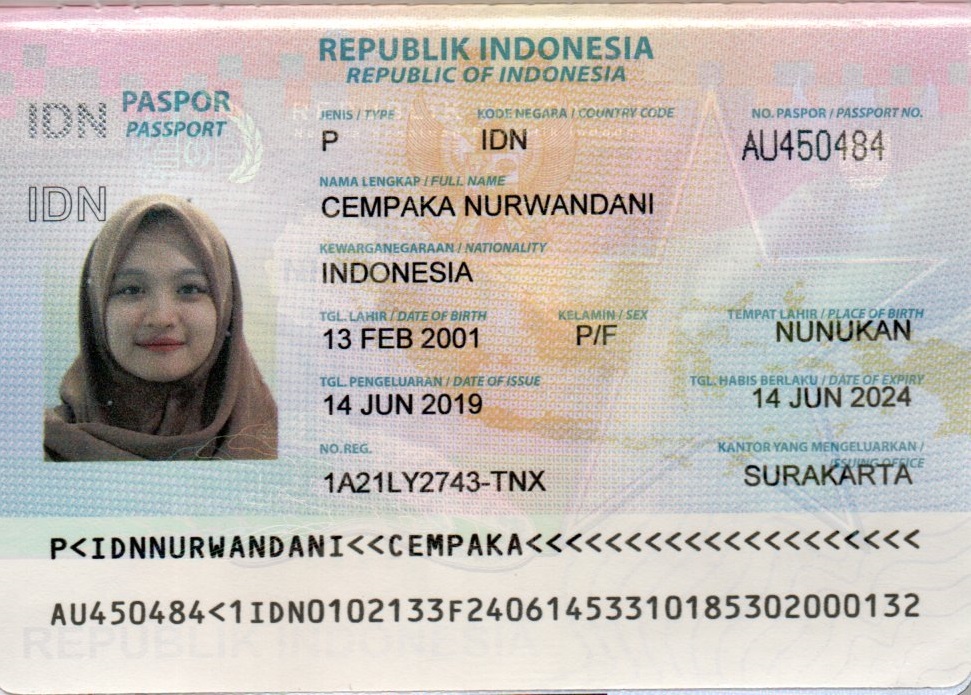 REPUBLIK INDONESIA
REPUBLIC OF INDONESIA
IDN PASPOR
PASSPORT
JENIS / TYPE KODE NEGARA / COUNTRY CODE NO. PASPOR / PASSPORT NO.
P IDN AU450484
IDN
NAMA LENGKAP / FULL NAME
CEMPAKA NURWANDANI
KEWARGANEGARAAN / NATIONALITY
INDONESIA
TGL. LAHIR / DATE OF BIRTH KELAMIN / SEX TEMPAT LAHIR / PLACE OF BIRTH
13 FEB 2001 P/F NUNUKAN
TGL. PENGELUARAN / DATE OF ISSUE TGL. HABIS BERLAKU / DATE OF EXPIRY
14 JUN 2019 14 JUN 2024
NO.REG. KANTOR YANG MENGELUARKAN /
ISSUING OFFICE
1A21LY2743-TNX SURAKARTA
P<IDNNURWANDANI<<CEMPAKA<<<<<<<<<<<<<<<<<<<<
AU450484<1IDN0102133F2406145331018530200​0132
REPUBLIK INDONESIA